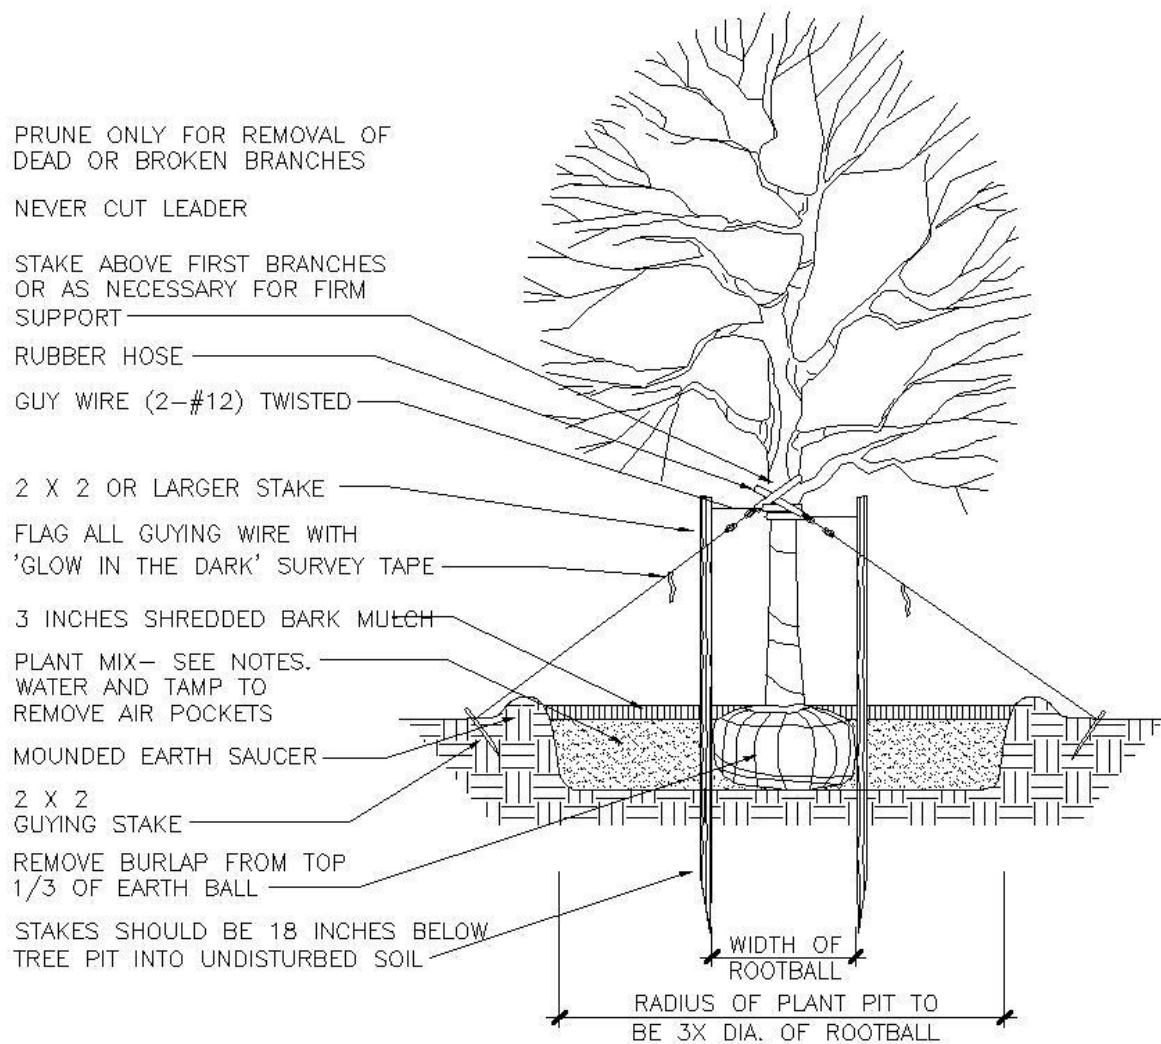 PRUNE ONLY FOR REMOVAL OF
DEAD OR BROKEN BRANCHES
NEVER CUT LEADER
STAKE ABOVE FIRST BRANCHES
OR AS NECESSARY FOR FIRM
SUPPORT
RUBBER HOSE
GUY WIRE (2-#12) TWISTED
2 X 2 OR LARGER STAKE
FLAG ALL GUYING WIRE WITH
'GLOW IN THE DARK' SURVEY TAPE
3 INCHES SHREDDED BARK MULCH
PLANT MIX- SEE NOTES.
WATER AND TAMP TO
REMOVE AIR POCKETS
MOUNDED EARTH SAUCER
2 X 2
GUYING STAKE
REMOVE BURLAP FROM TOP
1/3 OF EARTH BALL
STAKES SHOULD BE 18 INCHES BELOW
TREE PIT INTO UNDISTURBED SOIL
WIDTH OF
ROOTBALL
RADIUS OF PLANT PIT TO
BE 3X DIA. OF ROOTBALL